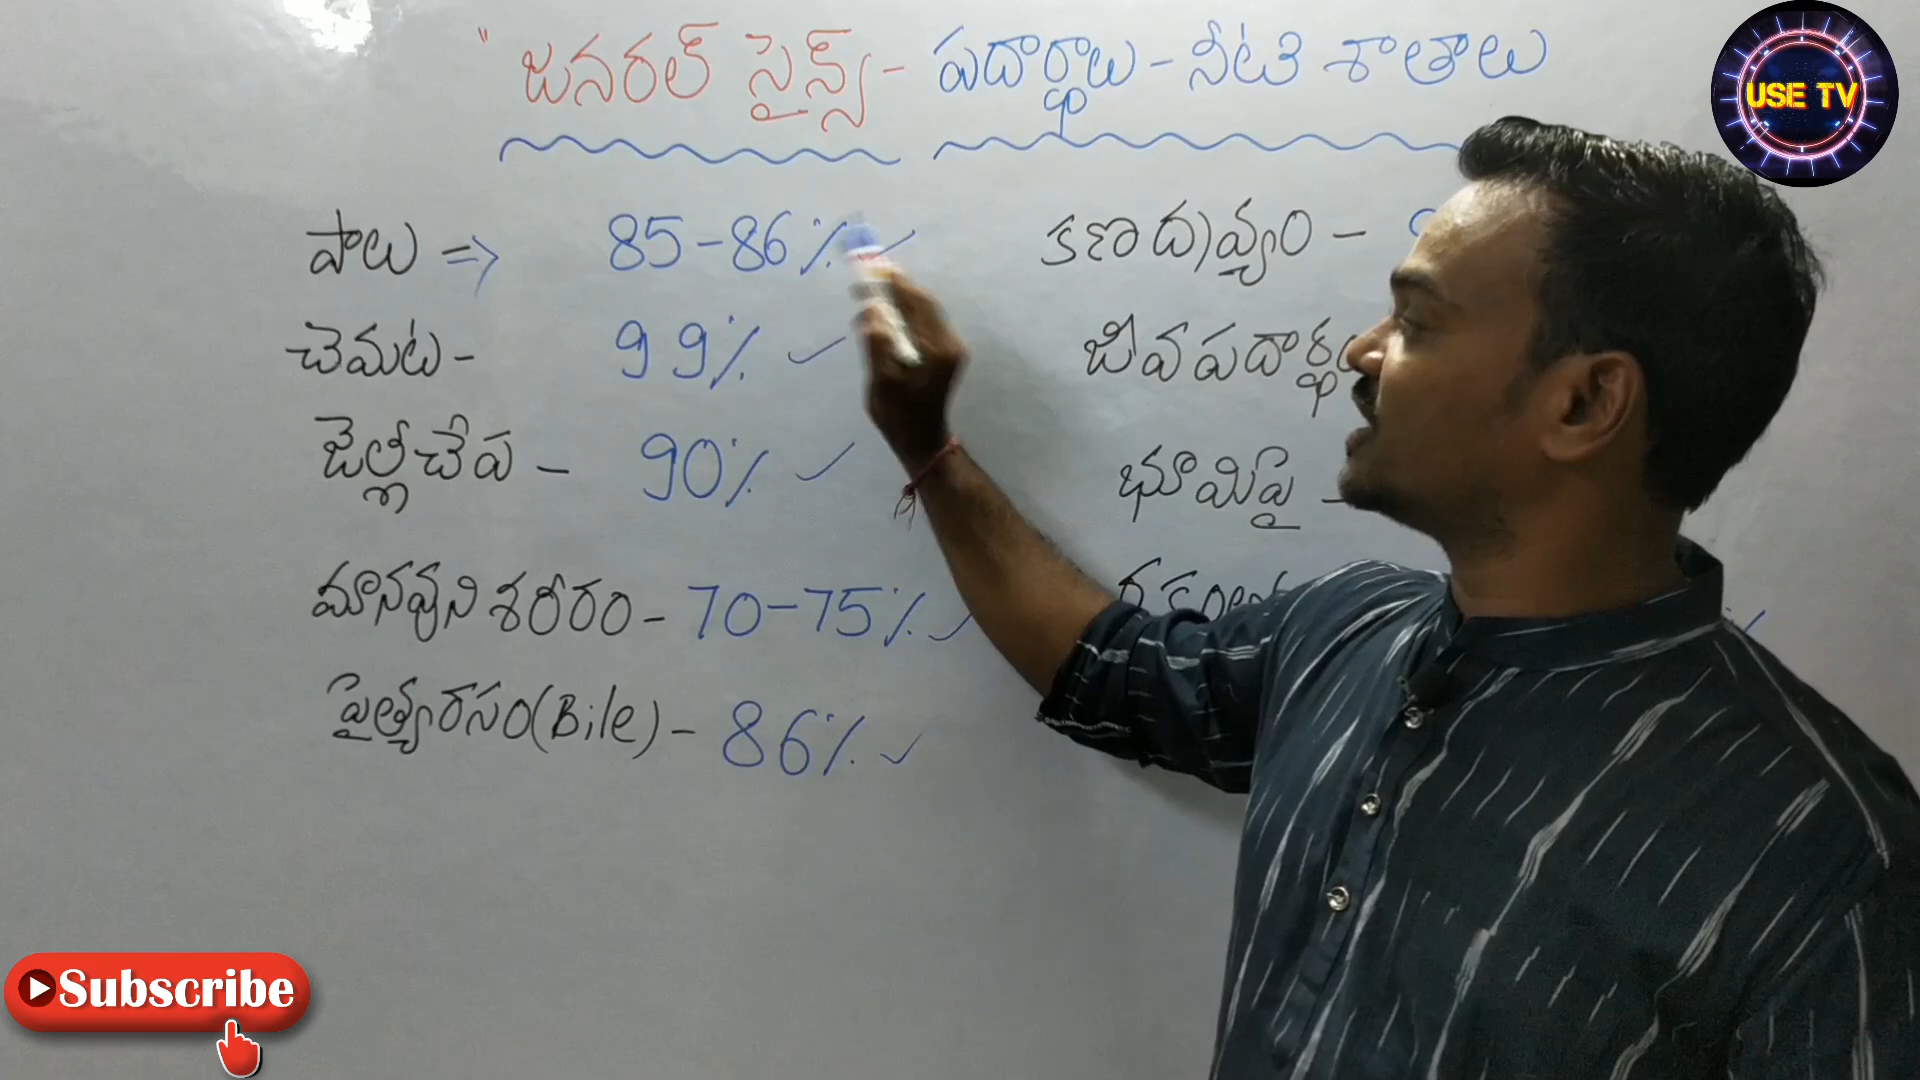 " జనరల్ సైన్స్ - పదార్థాలు - నీటి శాతాలు
USE TV
పాలు => 85-86%
చెమట - 99%
జెల్లీచేప - 90%
మానవుని శరీరం - 70-75%
పైత్యరసం (Bile) - 86%
కణద్రవ్యం -
జీవపదార్థం
భూమిపై -
Subscribe